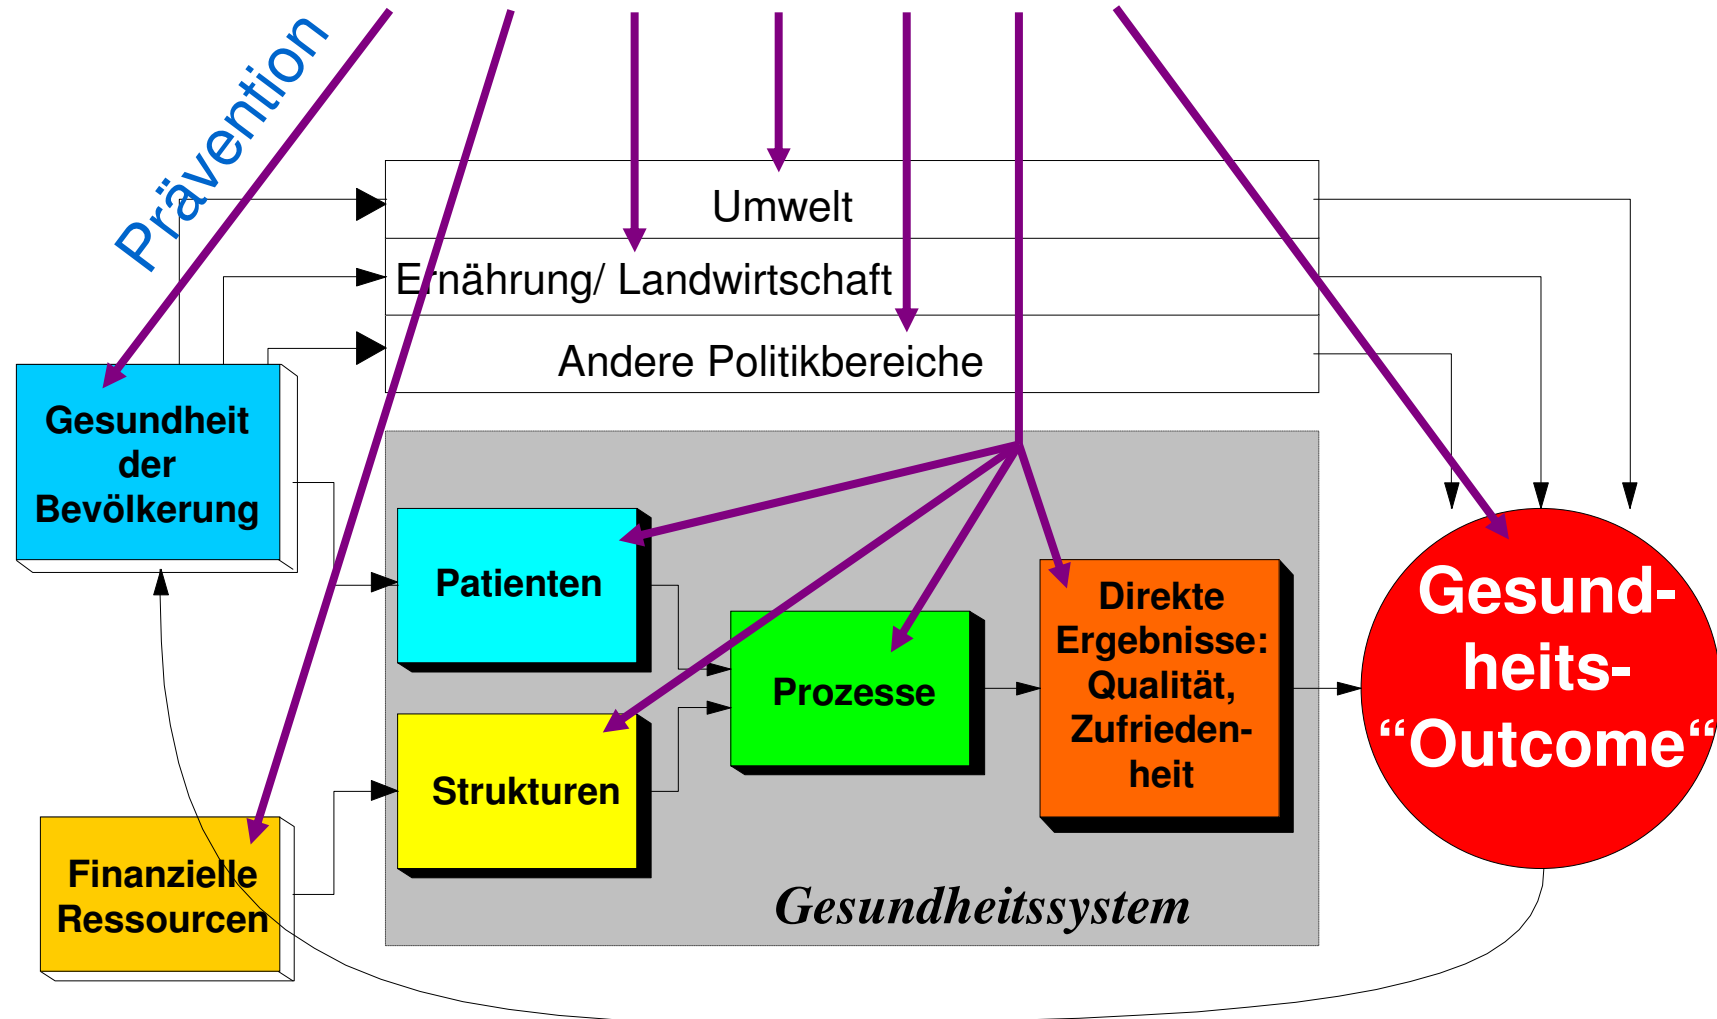 Prävention
Umwelt
Ernährung/ Landwirtschaft
Andere Politikbereiche
Gesundheit
der
Bevölkerung
Patienten
Strukturen
Prozesse
Direkte
Ergebnisse:
Qualität,
Zufrieden-
heit
Gesund-
heits-
“Outcome“
Finanzielle
Ressourcen
Gesundheitssystem